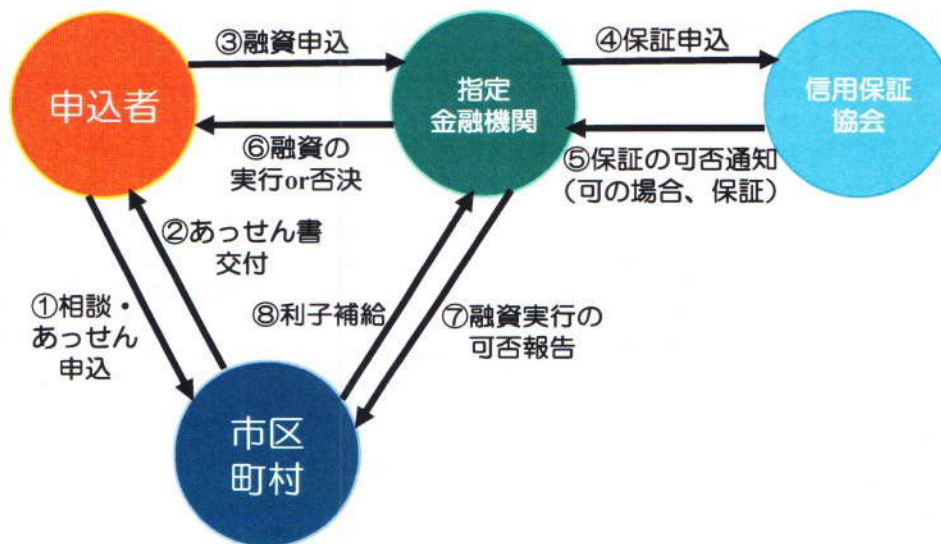 ③融資申込
④保証申込
申込者
指定
金融機関
信用保証
協会
⑥融資の
実行or否決
⑤保証の可否通知
（可の場合、保証）
②あっせん書
交付
①相談・
あっせん
申込
⑧利子補給
⑦融資実行の
可否報告
市区
町村